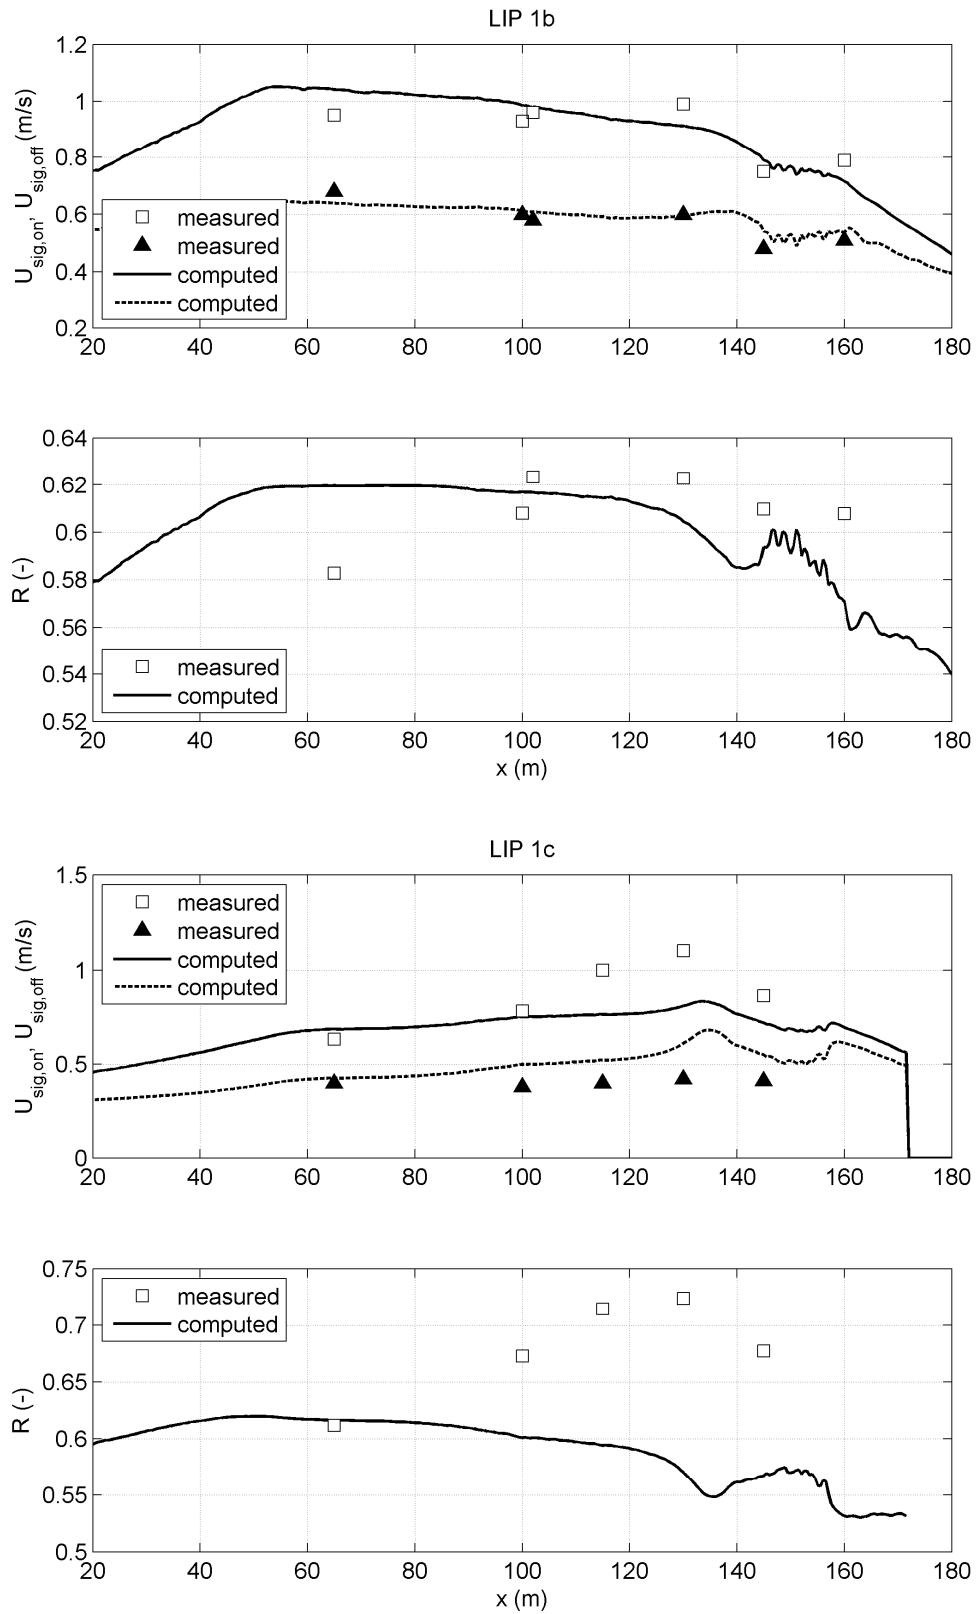 LIP 1b
U_sig,on, U_sig,off (m/s)
1.2
1
0.8
0.6
0.4
0.2
measured
measured
computed
computed
20 40 60 80 100 120 140 160 180
R (-)
0.64
0.62
0.6
0.58
0.56
0.54
0.52
measured
computed
20 40 60 80 100 120 140 160 180
x (m)
LIP 1c
U_sig,on, U_sig,off (m/s)
1.5
1
0.5
0
measured
measured
computed
computed
20 40 60 80 100 120 140 160 180
R (-)
0.75
0.7
0.65
0.6
0.55
0.5
measured
computed
20 40 60 80 100 120 140 160 180
x (m)